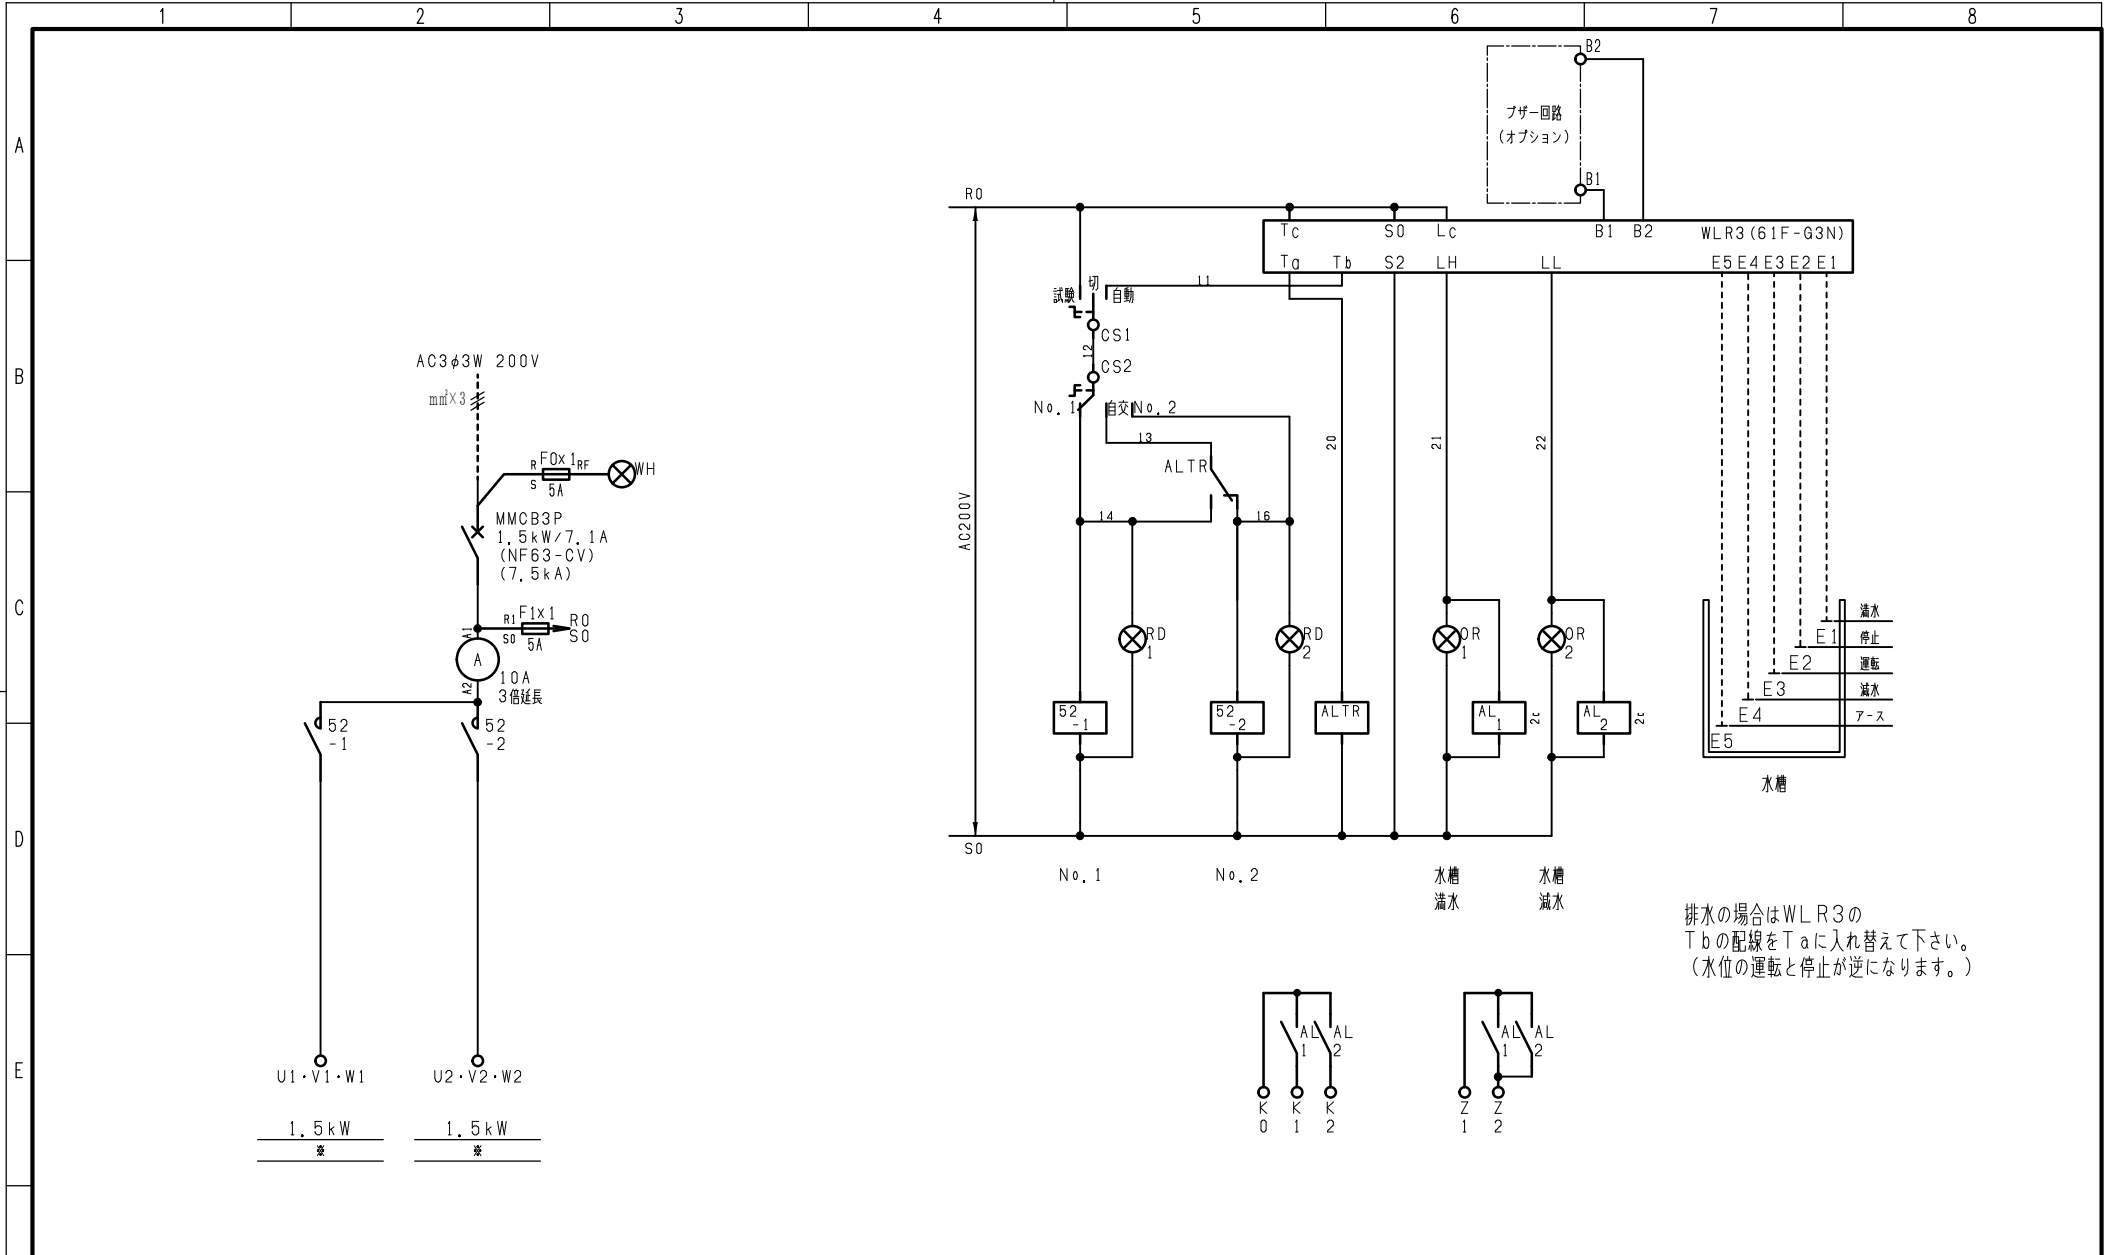 1 2 3 4 5 6 7 8
A
B
C
D
E
B2
ブザー回路
(オプション)
B1
R0
Tc S0 Lc B1 B2 WLR3(61F-G3N)
Ta Tb S2 LH LL E5 E4 E3 E2 E1
11
試験 切 自動
CS1
12
CS2
No.1 自交 No.2
13
ALTR
14 16
20
21
22
AC200V
RD
1
RD
2
OR
1
OR
2
52
-1
52
-2
ALTR
AL
1
2c
AL
2
2c
S0
No.1 No.2
水槽
満水
水槽
減水
AC3φ3W 200V
mm²×3
R F0x1 RF WH
S 5A
MMCB3P
1.5kW/7.1A
(NF63-CV)
(7.5kA)
R1 F1x1 R0
S0 5A S0
A1
A
A2
10A
3倍延長
52
-1
52
-2
U1・V1・W1 U2・V2・W2
1.5kW 1.5kW
※ ※
満水
E1 停止
E2 運転
E3 減水
E4 アース
E5
水槽
排水の場合はWLR3の
Tbの配線をTaに入れ替えて下さい。
(水位の運転と停止が逆になります。)
AL
1
AL
2
K
0
K
1
K
2
AL
1
AL
2
Z
1
Z
2